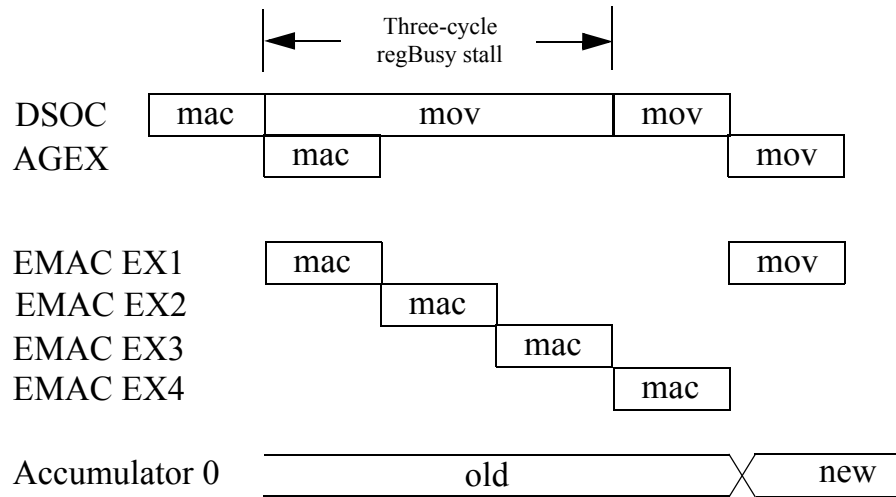 Three-cycle
regBusy stall
DSOC mac mov mov
AGEX mac mov
EMAC EX1 mac mov
EMAC EX2 mac
EMAC EX3 mac
EMAC EX4 mac
Accumulator 0 old new